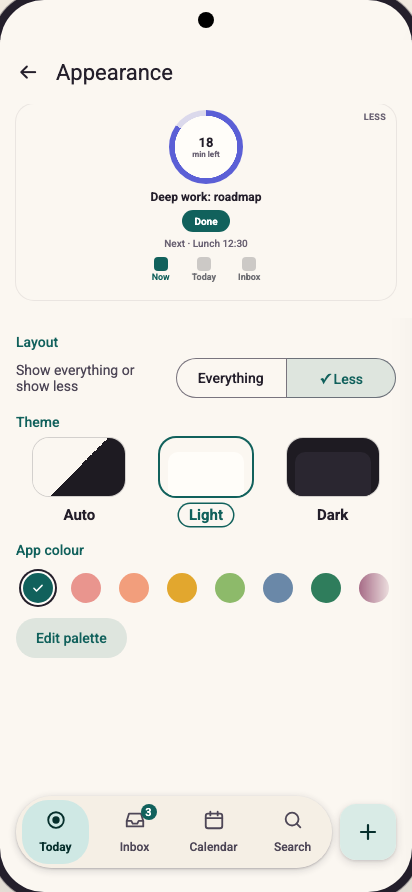 Appearance
LESS
18
min left
Deep work: roadmap
Done
Next · Lunch 12:30
Now Today Inbox
Layout
Show everything or
show less
Everything ✓ Less
Theme
Auto Light Dark
App colour
Edit palette
3
Today Inbox Calendar Search